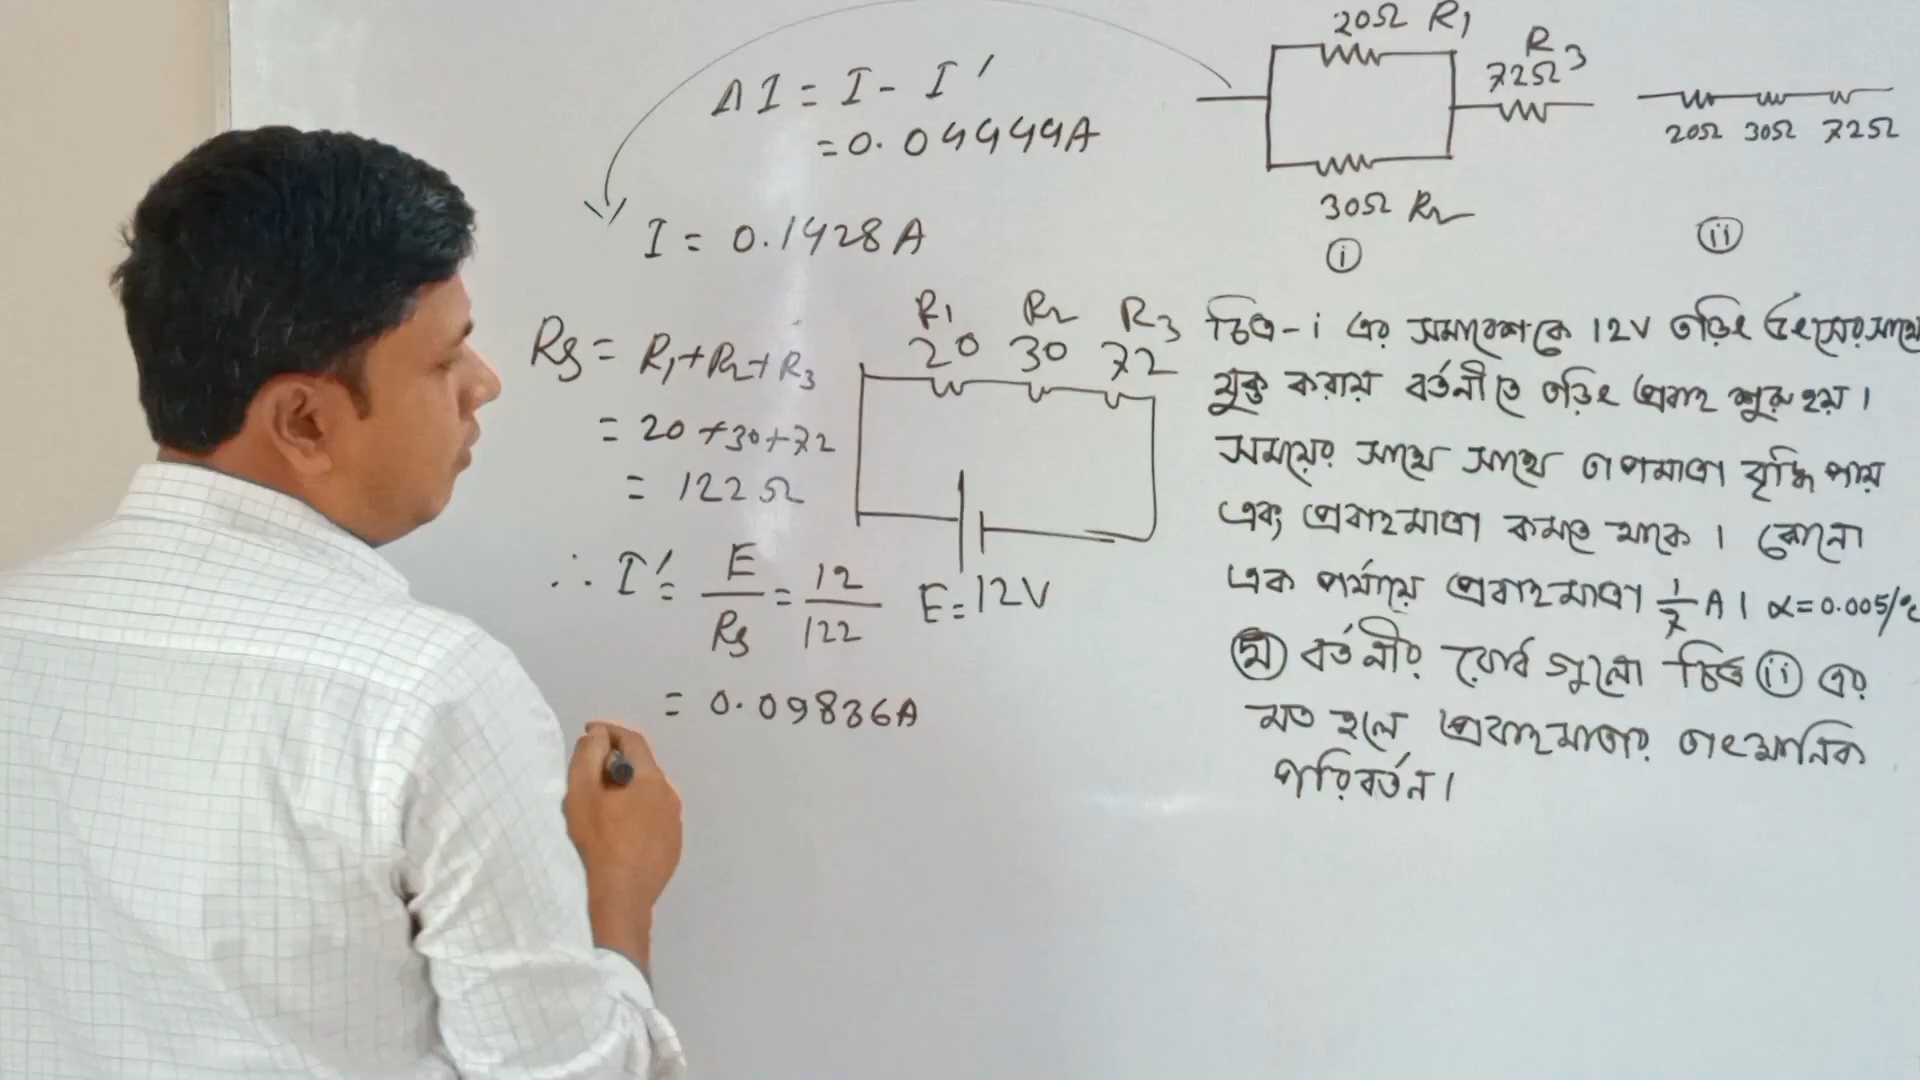 ΔI = I - I′
= 0.04444A
I = 0.1428A
Rs = R1+R2+R3
= 20+30+72
= 122Ω
∴ I′ = E/Rs = 12/122
= 0.09836A
R1 R2 R3
20 30 72
E = 12V
20Ω R1
R3
72Ω
30Ω R2
i
20Ω 30Ω 72Ω
ii
চিত্র-i এর সমাবেশকে 12V তড়িৎ উৎসের সাথে
যুক্ত করায় বর্তনীতে তড়িৎ প্রবাহ শুরু হয়।
সময়ের সাথে সাথে তাপমাত্রা বৃদ্ধি পায়
এবং প্রবাহমাত্রা কমতে থাকে। কোনো
এক পর্যায়ে প্রবাহমাত্রা 1/7 A। α=0.005/°C
ঘ বর্তনীর রোধ গুলো চিত্র ii এর
মত হলে প্রবাহমাত্রার তাৎক্ষনিক
পরিবর্তন।